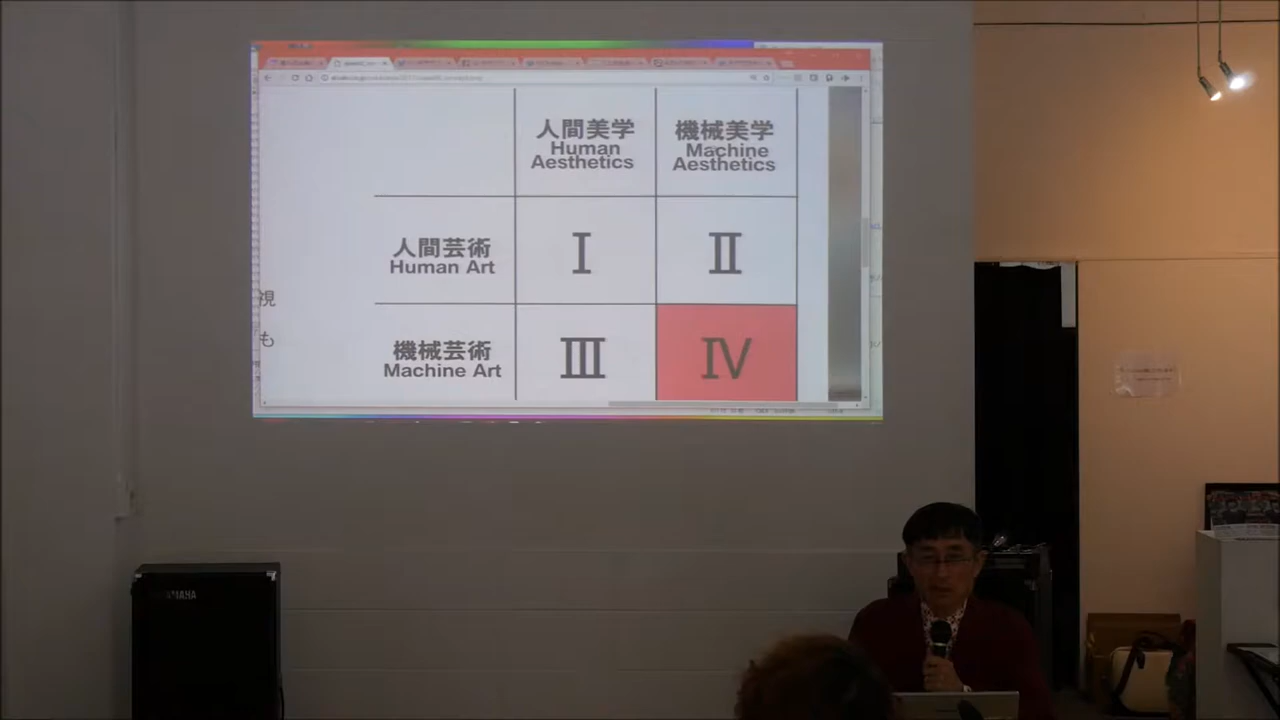 人間美学
Human
Aesthetics
機械美学
Machine
Aesthetics
人間芸術
Human Art
I
II
視
も
機械芸術
Machine Art
III
IV
YAMAHA